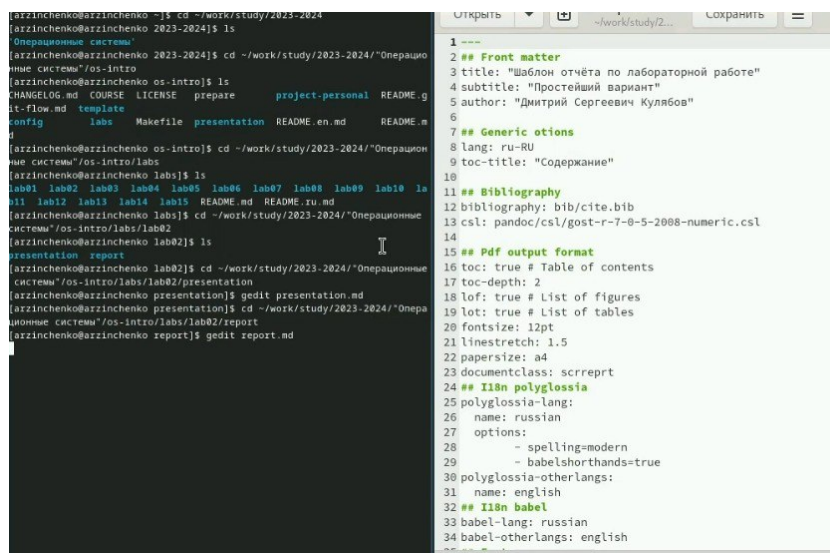 [arzinchenko@arzinchenko ~]$ cd ~/work/study/2023-2024
[arzinchenko@arzinchenko 2023-2024]$ ls
'Операционные системы'
[arzinchenko@arzinchenko 2023-2024]$ cd ~/work/study/2023-2024/"Операцио
нные системы"/os-intro
[arzinchenko@arzinchenko os-intro]$ ls
CHANGELOG.md COURSE LICENSE prepare project-personal README.g
it-flow.md template
config labs Makefile presentation README.en.md README.m
d
[arzinchenko@arzinchenko os-intro]$ cd ~/work/study/2023-2024/"Операцион
ные системы"/os-intro/labs
[arzinchenko@arzinchenko labs]$ ls
lab01 lab02 lab03 lab04 lab05 lab06 lab07 lab08 lab09 lab10 la
b11 lab12 lab13 lab14 lab15 README.md README.ru.md
[arzinchenko@arzinchenko labs]$ cd ~/work/study/2023-2024/"Операционные
системы"/os-intro/labs/lab02
[arzinchenko@arzinchenko lab02]$ ls
presentation report
[arzinchenko@arzinchenko lab02]$ cd ~/work/study/2023-2024/"Операционные
системы"/os-intro/labs/lab02/presentation
[arzinchenko@arzinchenko presentation]$ gedit presentation.md
[arzinchenko@arzinchenko presentation]$ cd ~/work/study/2023-2024/"Опера
ционные системы"/os-intro/labs/lab02/report
[arzinchenko@arzinchenko report]$ gedit report.md
Открыть
~/work/study/2...
Сохранить
1 ---
2 ## Front matter
3 title: "Шаблон отчёта по лабораторной работе"
4 subtitle: "Простейший вариант"
5 author: "Дмитрий Сергеевич Кулябов"
6
7 ## Generic otions
8 lang: ru-RU
9 toc-title: "Содержание"
10
11 ## Bibliography
12 bibliography: bib/cite.bib
13 csl: pandoc/csl/gost-r-7-0-5-2008-numeric.csl
14
15 ## Pdf output format
16 toc: true # Table of contents
17 toc-depth: 2
18 lof: true # List of figures
19 lot: true # List of tables
20 fontsize: 12pt
21 linestretch: 1.5
22 papersize: a4
23 documentclass: scrreprt
24 ## I18n polyglossia
25 polyglossia-lang:
26 name: russian
27 options:
28 - spelling=modern
29 - babelshorthands=true
30 polyglossia-otherlangs:
31 name: english
32 ## I18n babel
33 babel-lang: russian
34 babel-otherlangs: english